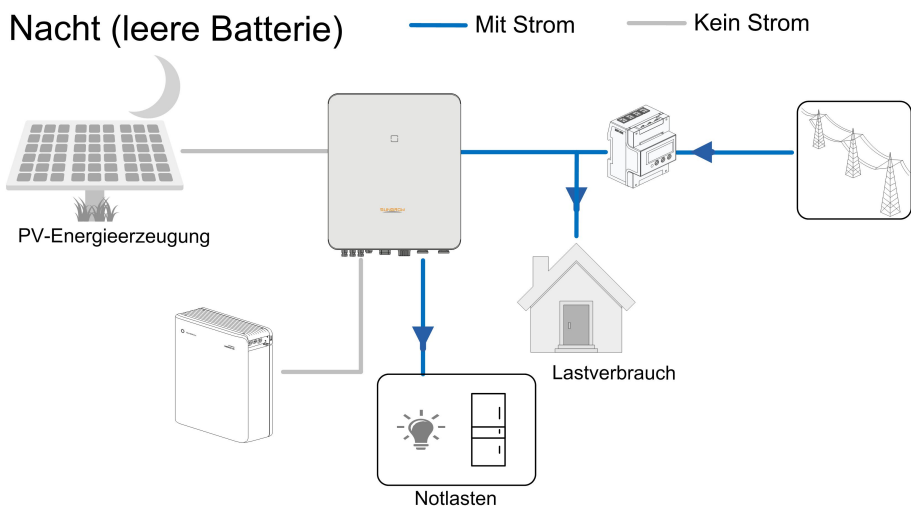 Nacht (leere Batterie)
Mit Strom
Kein Strom
PV-Energieerzeugung
Lastverbrauch
Notlasten